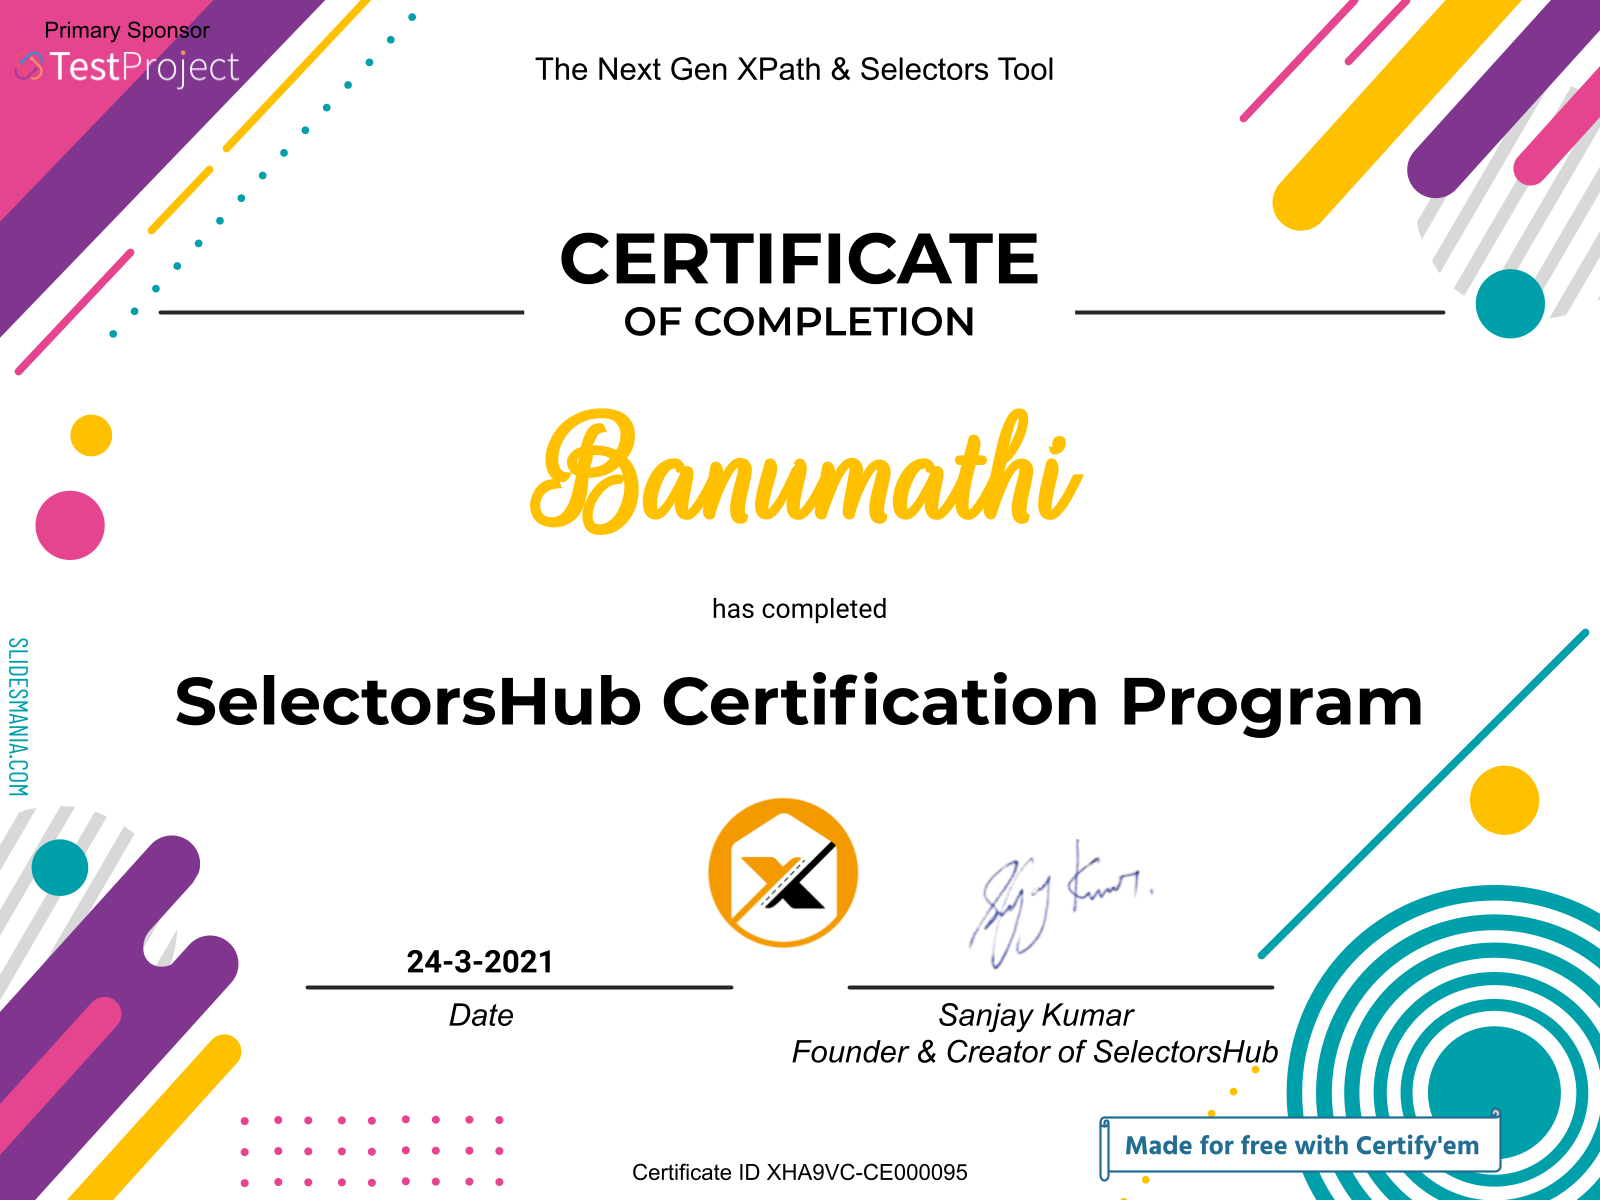 Primary Sponsor
TestProject
The Next Gen XPath & Selectors Tool
CERTIFICATE
OF COMPLETION
Banumathi
has completed
SelectorsHub Certification Program
SLIDESMANIA.COM
Sanjay Kumar.
24-3-2021
Date
Sanjay Kumar
Founder & Creator of SelectorsHub
Made for free with Certify'em
Certificate ID XHA9VC-CE000095